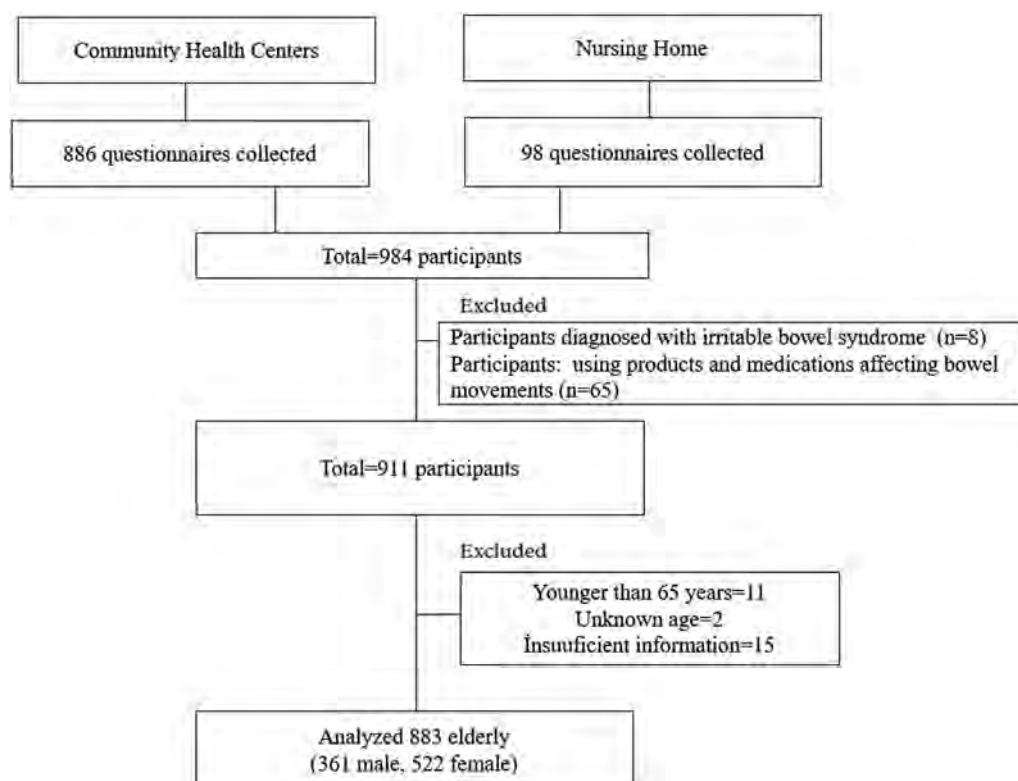 Community Health Centers
Nursing Home
886 questionnaires collected
98 questionnaires collected
Total=984 participants
Excluded
Participants diagnosed with irritable bowel syndrome (n=8)
Participants: using products and medications affecting bowel
movements (n=65)
Total=911 participants
Excluded
Younger than 65 years=11
Unknown age=2
İnsuuficient information=15
Analyzed 883 elderly
(361 male, 522 female)